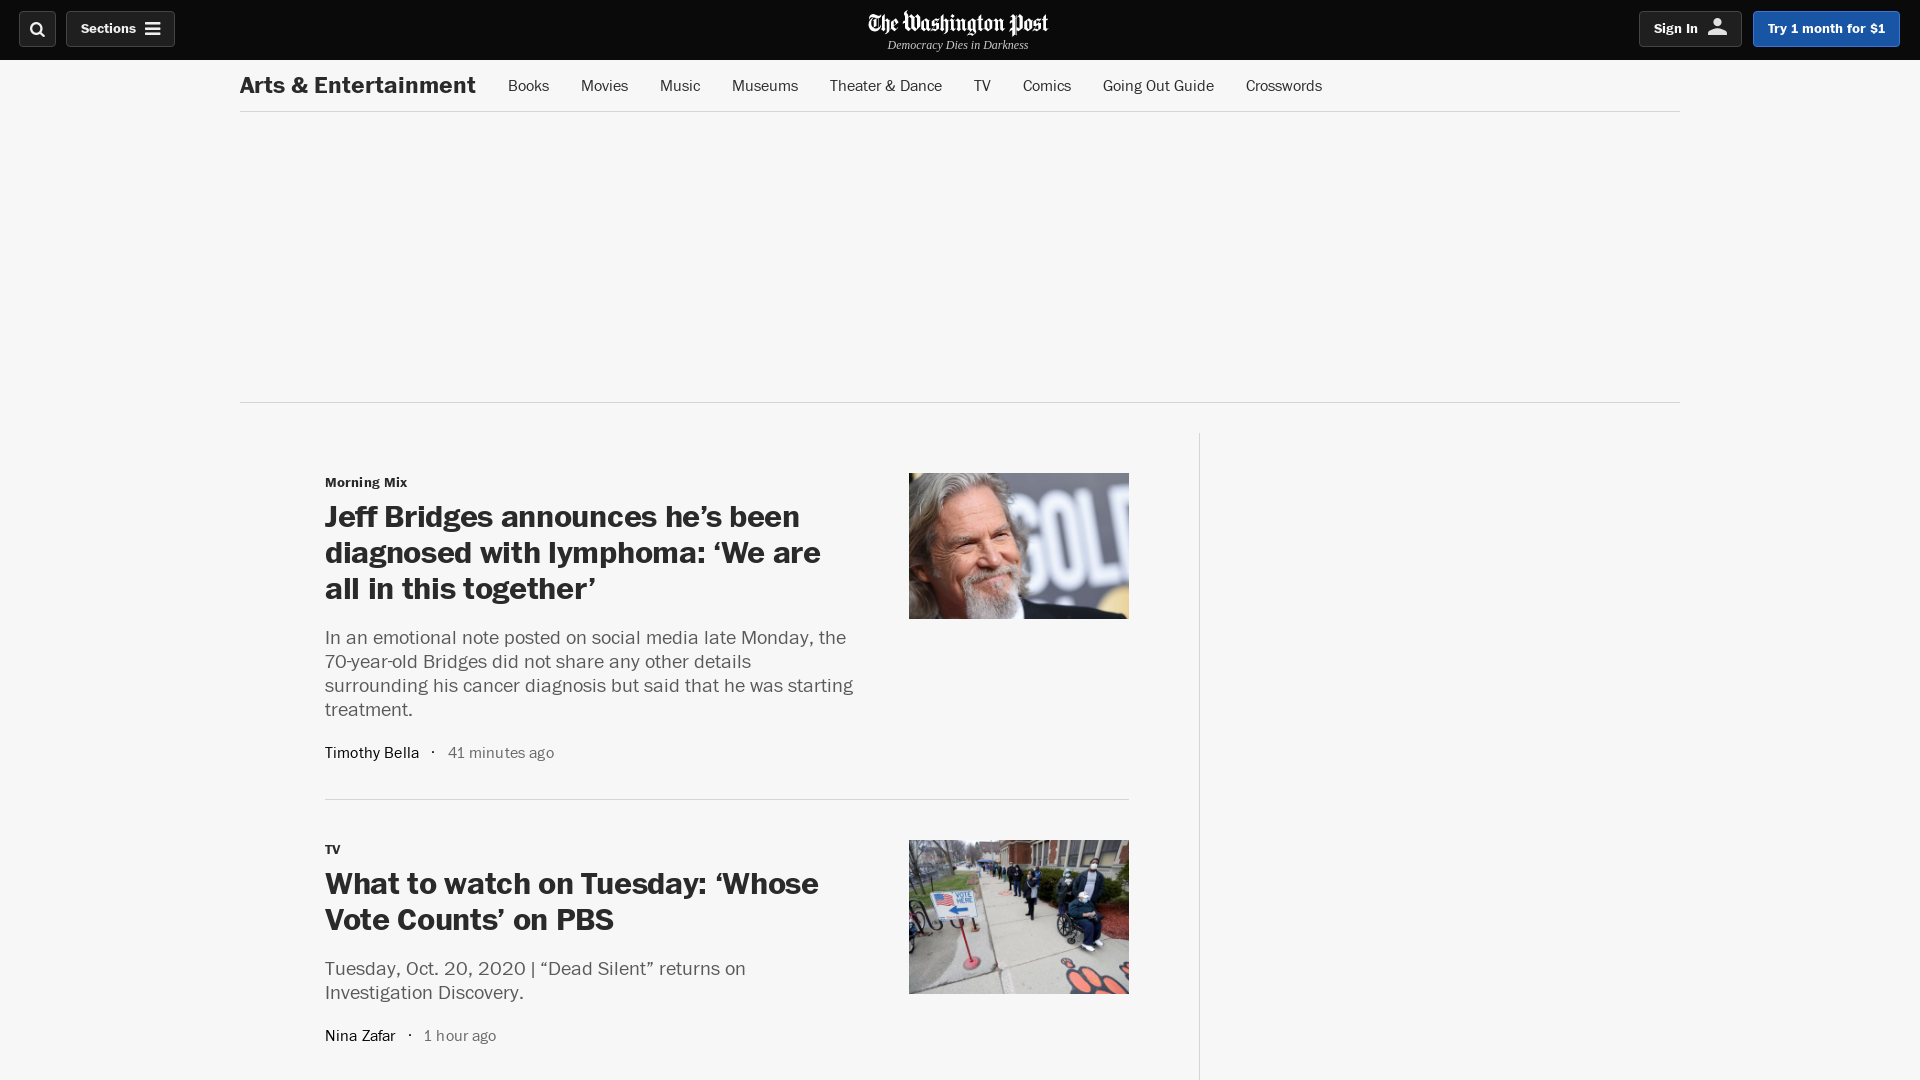 Sections
The Washington Post
Democracy Dies in Darkness
Sign In
Try 1 month for $1
Arts & Entertainment
Books
Movies
Music
Museums
Theater & Dance
TV
Comics
Going Out Guide
Crosswords
Morning Mix
Jeff Bridges announces he’s been
diagnosed with lymphoma: ‘We are
all in this together’
In an emotional note posted on social media late Monday, the
70-year-old Bridges did not share any other details
surrounding his cancer diagnosis but said that he was starting
treatment.
Timothy Bella · 41 minutes ago
GOLD
TV
What to watch on Tuesday: ‘Whose
Vote Counts’ on PBS
Tuesday, Oct. 20, 2020 | “Dead Silent” returns on
Investigation Discovery.
Nina Zafar · 1 hour ago
VOTE
HERE